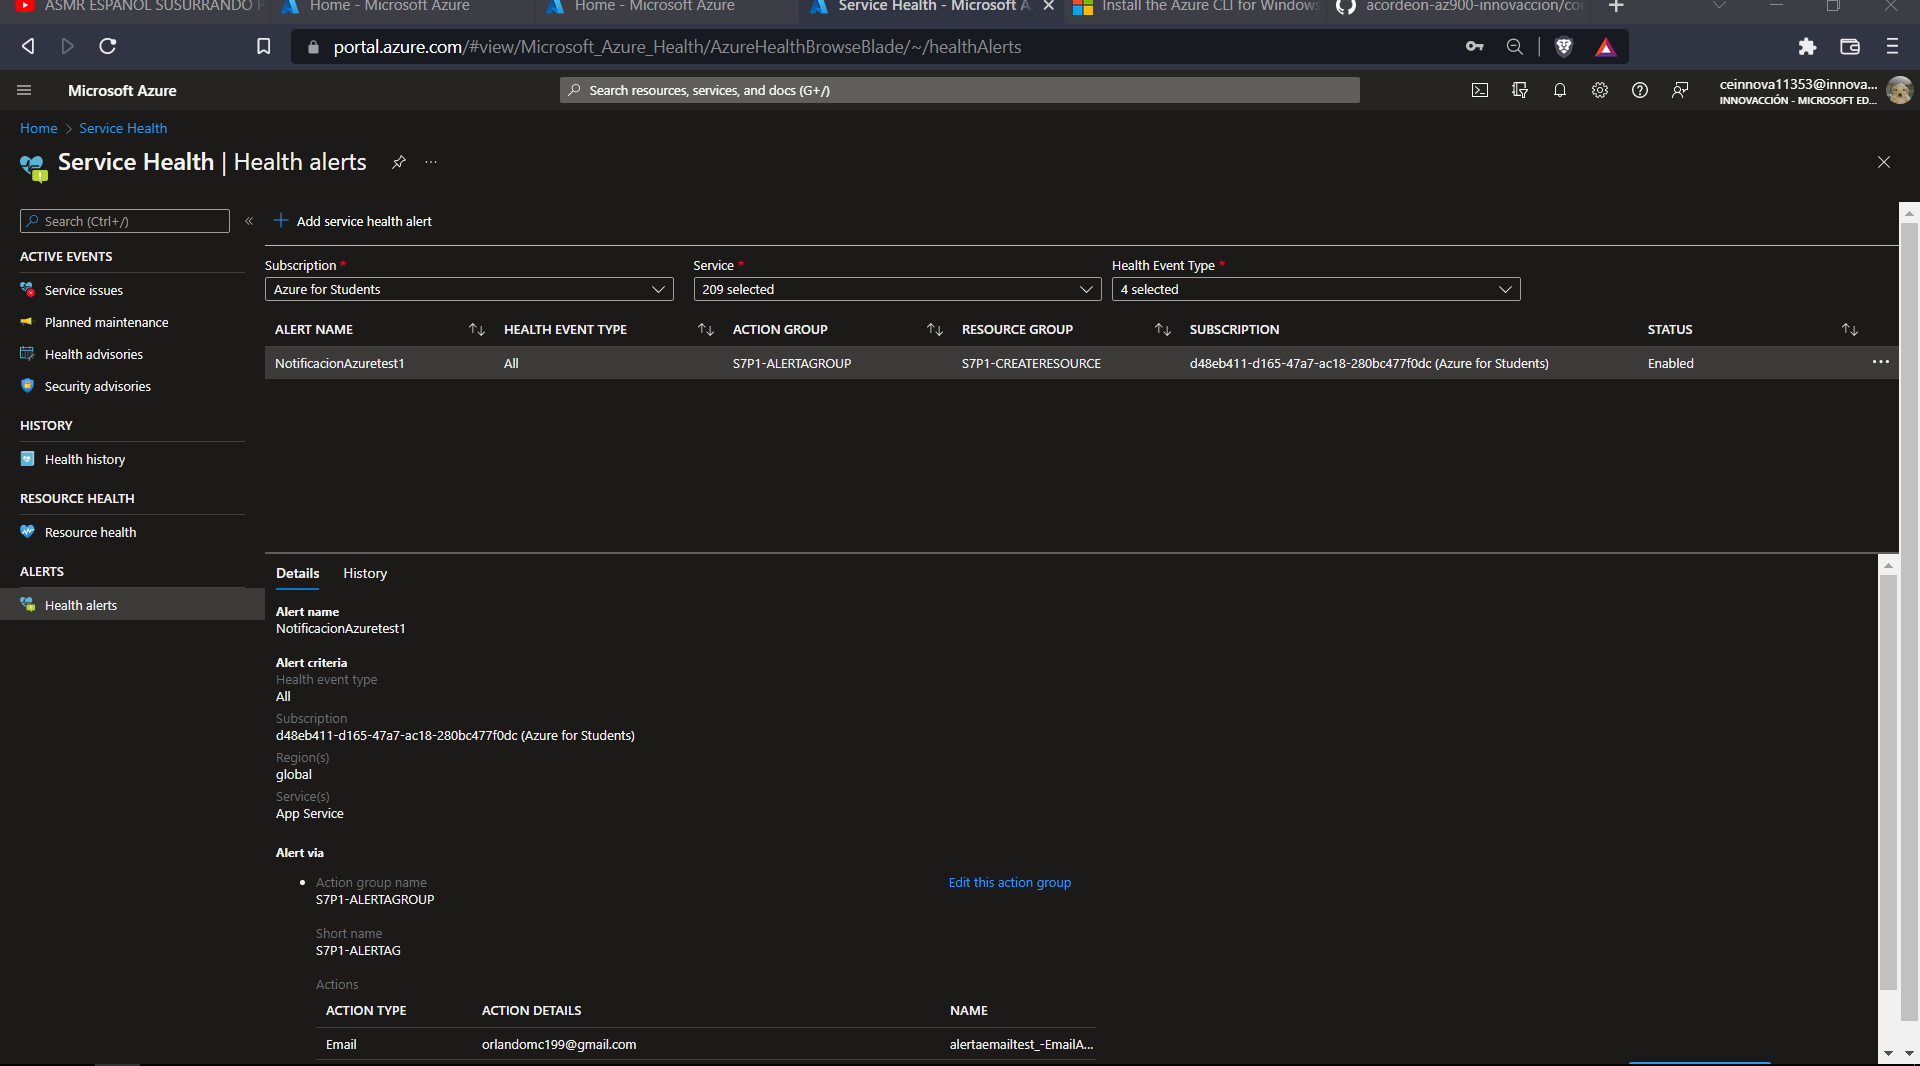 ASMR ESPAÑOL SUSURRANDO P
Home - Microsoft Azure
Home - Microsoft Azure
Service Health - Microsoft A
Install the Azure CLI for Windows
acordeon-az900-innovaccion/co
portal.azure.com/#view/Microsoft_Azure_Health/AzureHealthBrowseBlade/~/healthAlerts
Microsoft Azure
Search resources, services, and docs (G+/)
ceinnova11353@innova...
INNOVACCIÓN - MICROSOFT ED...
Home > Service Health
Service Health | Health alerts
Search (Ctrl+/)
Add service health alert
ACTIVE EVENTS
Service issues
Planned maintenance
Health advisories
Security advisories
HISTORY
Health history
RESOURCE HEALTH
Resource health
ALERTS
Health alerts
Subscription * Service * Health Event Type *
Azure for Students 209 selected 4 selected
ALERT NAME HEALTH EVENT TYPE ACTION GROUP RESOURCE GROUP SUBSCRIPTION STATUS
NotificacionAzuretest1 All S7P1-ALERTAGROUP S7P1-CREATERESOURCE d48eb411-d165-47a7-ac18-280bc477f0dc (Azure for Students) Enabled
Details History
Alert name
NotificacionAzuretest1
Alert criteria
Health event type
All
Subscription
d48eb411-d165-47a7-ac18-280bc477f0dc (Azure for Students)
Region(s)
global
Service(s)
App Service
Alert via
Action group name Edit this action group
S7P1-ALERTAGROUP
Short name
S7P1-ALERTAG
Actions
ACTION TYPE ACTION DETAILS NAME
Email orlandomc199@gmail.com alertaemailtest_-EmailA...